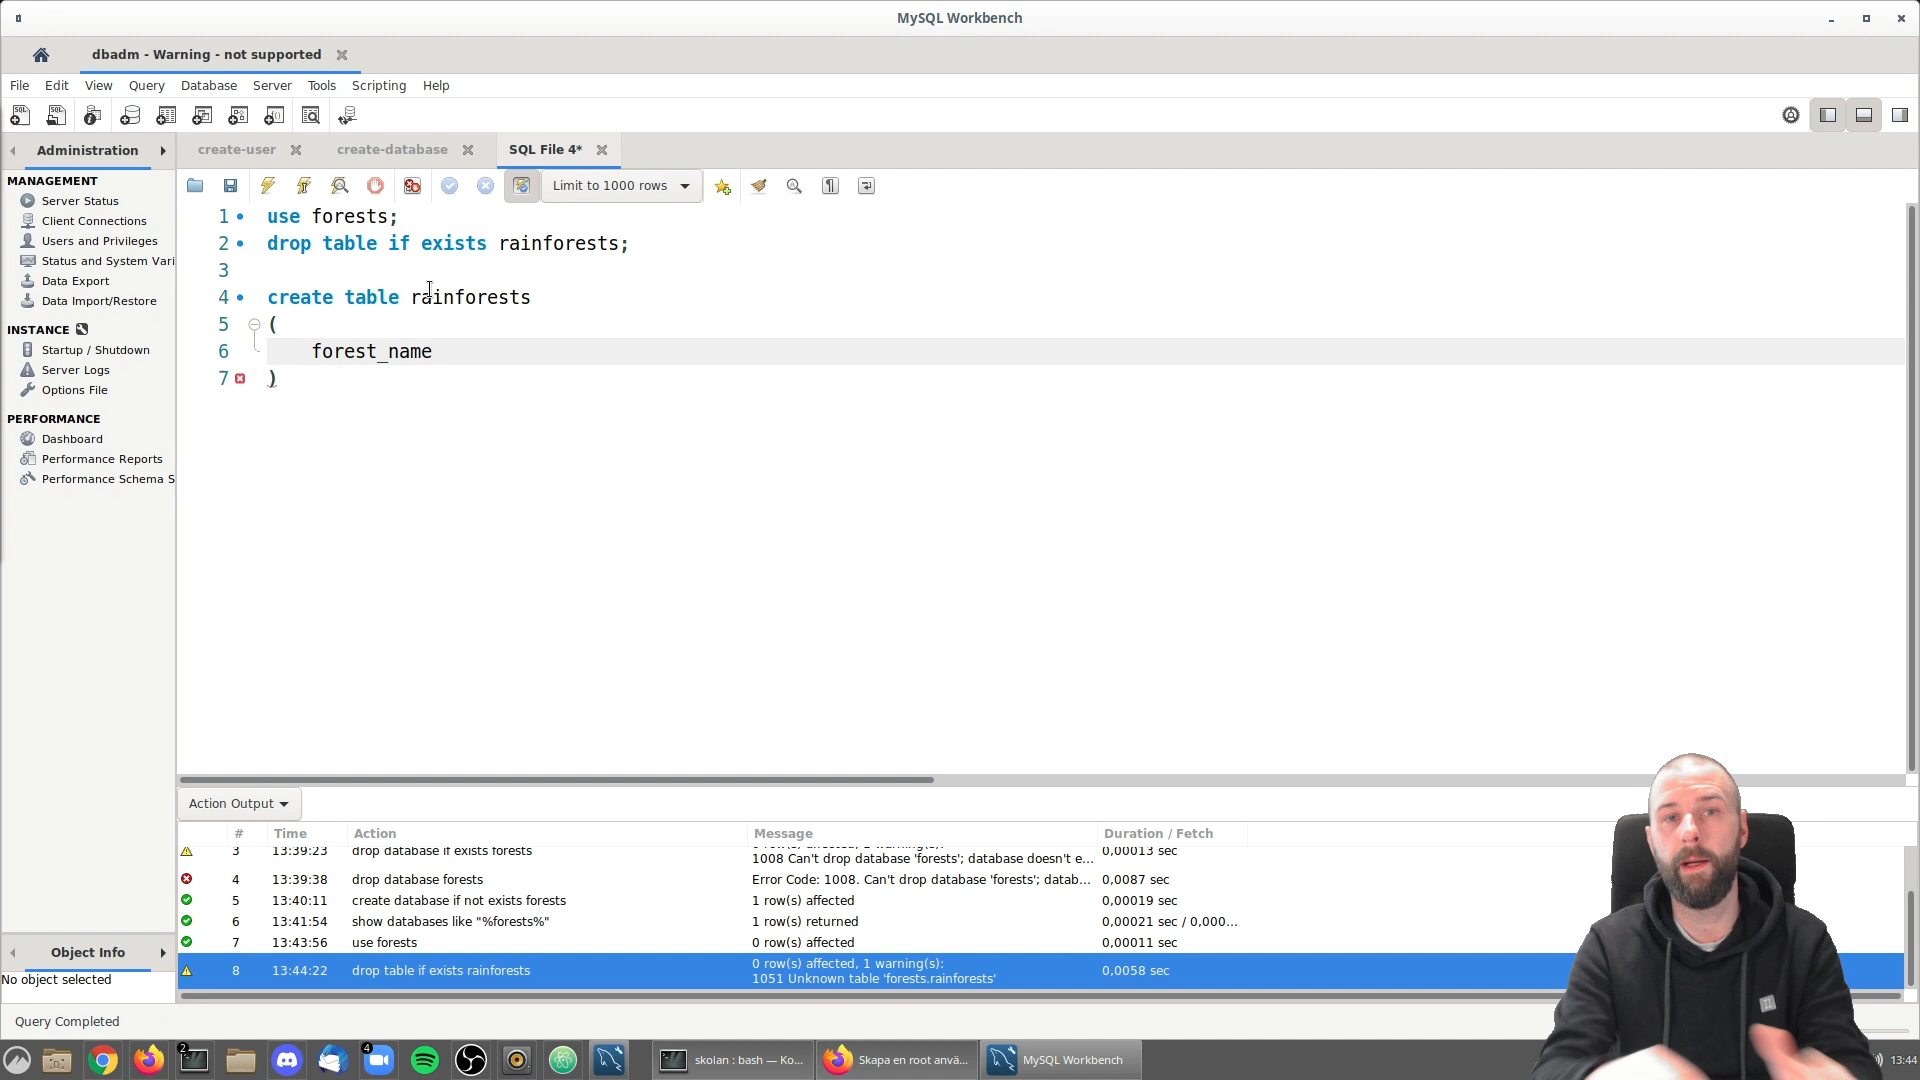 MySQL Workbench
dbadm - Warning - not supported
File Edit View Query Database Server Tools Scripting Help
Administration
create-user create-database SQL File 4*
MANAGEMENT
Server Status
Client Connections
Users and Privileges
Status and System Vari
Data Export
Data Import/Restore
INSTANCE
Startup / Shutdown
Server Logs
Options File
PERFORMANCE
Dashboard
Performance Reports
Performance Schema S
Limit to 1000 rows
1 use forests;
2 drop table if exists rainforests;
3
4 create table rainforests
5 (
6 forest_name
7 )
Action Output
# Time Action Message Duration / Fetch
3 13:39:23 drop database if exists forests 1008 Can't drop database 'forests'; database doesn't e... 0,00013 sec
4 13:39:38 drop database forests Error Code: 1008. Can't drop database 'forests'; datab... 0,0087 sec
5 13:40:11 create database if not exists forests 1 row(s) affected 0,00019 sec
6 13:41:54 show databases like "%forests%" 1 row(s) returned 0,00021 sec / 0,000...
7 13:43:56 use forests 0 row(s) affected 0,00011 sec
8 13:44:22 drop table if exists rainforests 0 row(s) affected, 1 warning(s):
1051 Unknown table 'forests.rainforests' 0,0058 sec
Object Info
No object selected
Query Completed
2 4
skolan : bash — Ko... Skapa en root anvä... MySQL Workbench 13:44